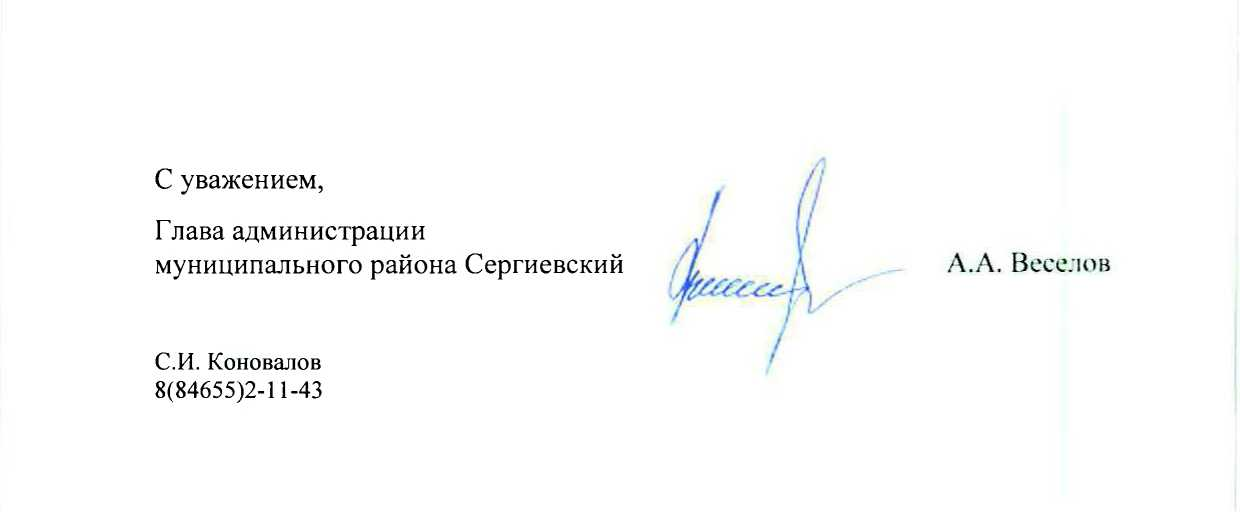 С уважением,
Глава администрации
муниципального района Сергиевский А.А. Веселов
С.И. Коновалов
8(84655)2-11-43